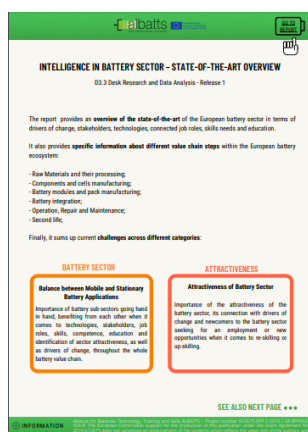 albatts
GO TO
REPORT
INTELLIGENCE IN BATTERY SECTOR – STATE-OF-THE-ART OVERVIEW
D3.3 Desk Research and Data Analysis - Release 1
The report provides an overview of the state-of-the-art of the European battery sector in terms of
drivers of change, stakeholders, technologies, connected job roles, skills needs and education.
It also provides specific information about different value chain steps within the European battery
ecosystem:
- Raw Materials and their processing;
- Components and cells manufacturing;
- Battery modules and pack manufacturing;
- Battery integration;
- Operation, Repair and Maintenance;
- Second life;
Finally, it sums up current challenges across different categories:
BATTERY SECTOR
Balance between Mobile and Stationary
Battery Applications
Importance of battery sub-sectors going hand
in hand, benefiting from each other when it
comes to technologies, stakeholders, job
roles, skills, competence, education and
identification of sector attractiveness, as well
as drivers of change, throughout the whole
battery value chain.
ATTRACTIVENESS
Attractiveness of Battery Sector
Importance of the attractiveness of the
battery sector, its connection with drivers of
change and newcomers to the battery sector
seeking for an employment or new
opportunities when it comes to re-skilling or
up-skilling.
SEE ALSO NEXT PAGE
INFORMATION